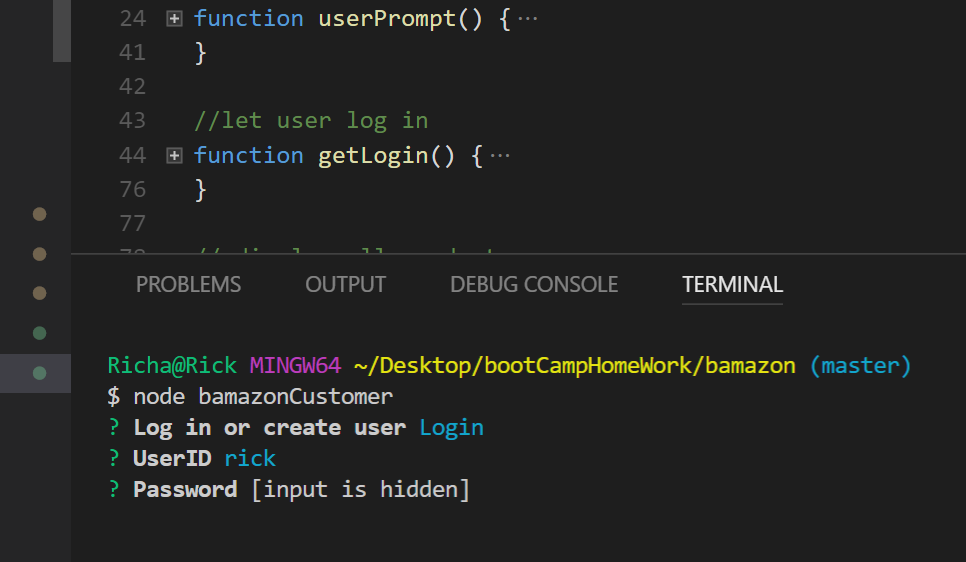 24 function userPrompt() {···
41 }
42
43 //let user log in
44 function getLogin() {···
76 }
77
PROBLEMS OUTPUT DEBUG CONSOLE TERMINAL
Richa@Rick MINGW64 ~/Desktop/bootCampHomeWork/bamazon (master)
$ node bamazonCustomer
? Log in or create user Login
? UserID rick
? Password [input is hidden]